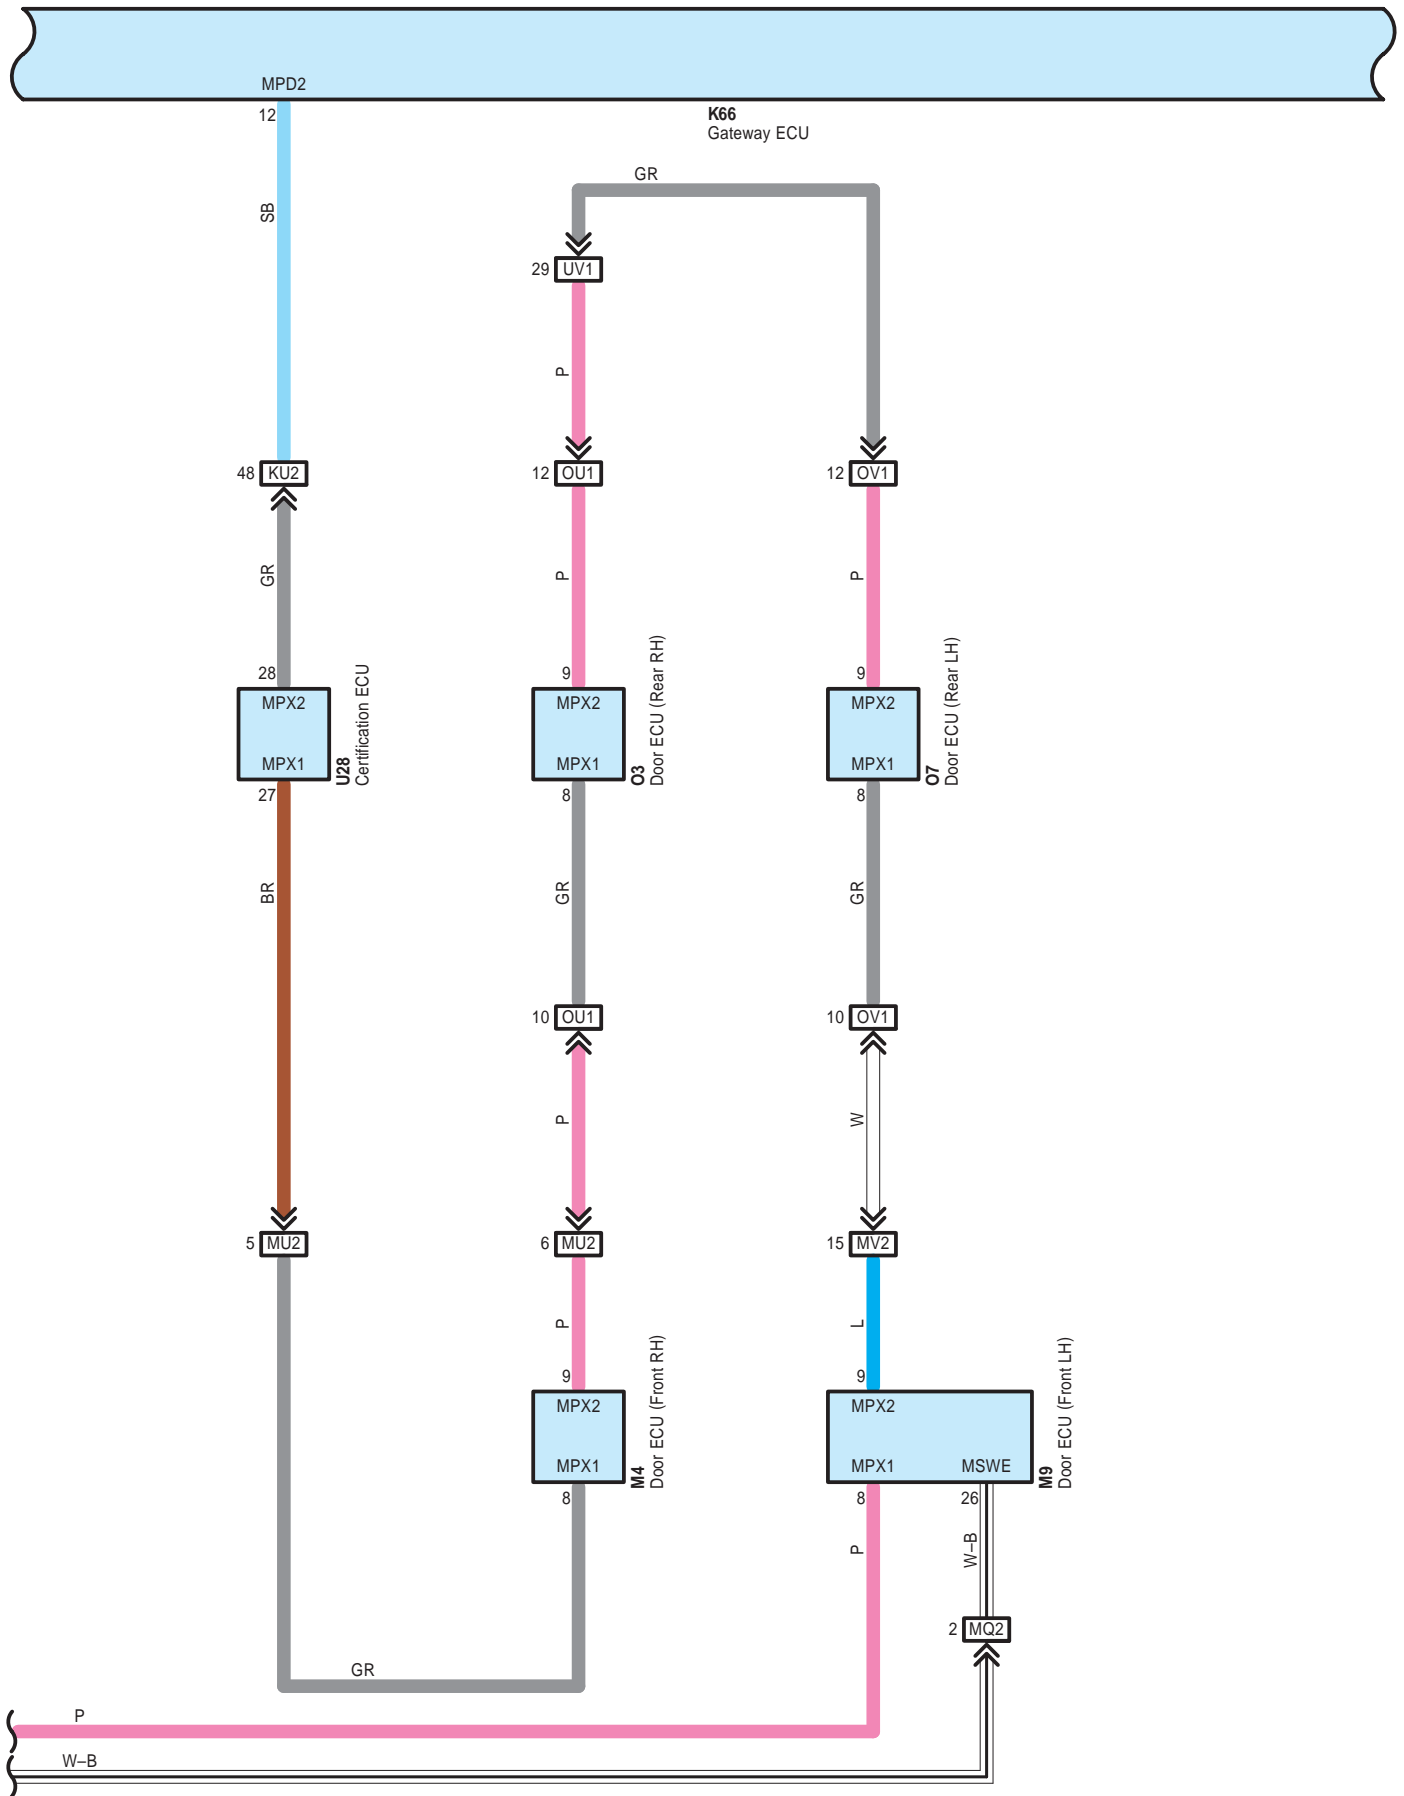 MPD2
12
K66
Gateway ECU
GR
SB
29 UV1
P
48 KU2
12 OU1
12 OV1
GR
P
P
28
9
9
MPX2
MPX1
U28
Certification ECU
MPX2
MPX1
O3
Door ECU (Rear RH)
MPX2
MPX1
O7
Door ECU (Rear LH)
27
8
8
BR
GR
GR
10 OU1
10 OV1
P
W
5 MU2
6 MU2
15 MV2
P
L
9
9
MPX2
MPX1
M4
Door ECU (Front RH)
MPX2
MPX1 MSWE
M9
Door ECU (Front LH)
8
8
26
P
W–B
2 MQ2
GR
P
W–B